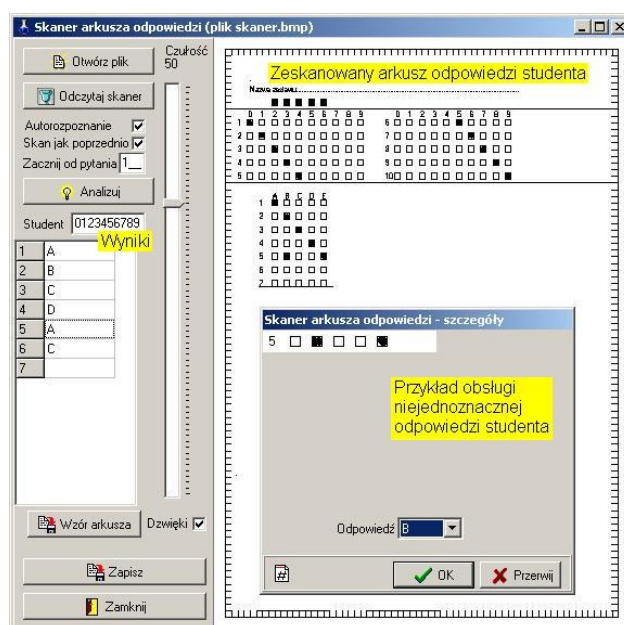 Skaner arkusza odpowiedzi (plik skaner.bmp)
Otwórz plik
Czułość
50
Odczytaj skaner
Autorozpoznanie
Skan jak poprzednio
Zacznij od pytania 1__
Analizuj
Student 0123456789
Wyniki
1 A
2 B
3 C
4 D
5 A
6 C
7
Wzór arkusza
Dzwięki
Zapisz
Zamknij
Zeskanowany arkusz odpowiedzi studenta
0 1 2 3 4 5 6 7 8 9 0 1 2 3 4 5 6 7 8 9
1 6
2 7
3 8
4 9
5 10
A B C D E
1
2
3
4
5
6
7
Skaner arkusza odpowiedzi - szczegóły
5
Przykład obsługi
niejednoznacznej
odpowiedzi studenta
Odpowiedź B
OK
Przerwij